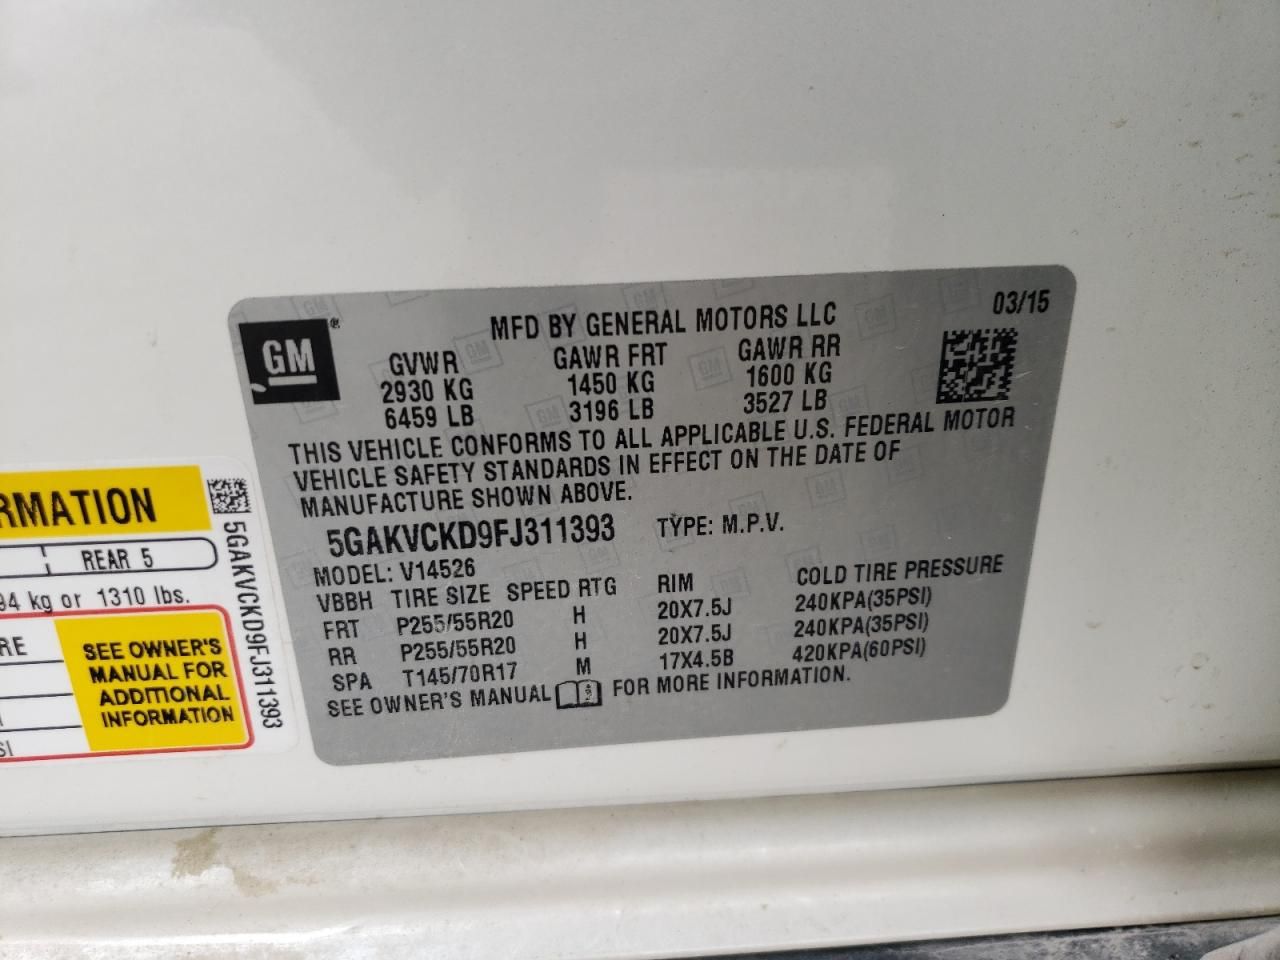 GM
®
03/15
MFD BY GENERAL MOTORS LLC
GVWR GAWR FRT GAWR RR
2930 KG 1450 KG 1600 KG
6459 LB 3196 LB 3527 LB
THIS VEHICLE CONFORMS TO ALL APPLICABLE U.S. FEDERAL MOTOR
VEHICLE SAFETY STANDARDS IN EFFECT ON THE DATE OF
MANUFACTURE SHOWN ABOVE.
5GAKVCKD9FJ311393 TYPE: M.P.V.
MODEL: V14526
VBBH TIRE SIZE SPEED RTG RIM COLD TIRE PRESSURE
FRT P255/55R20 H 20X7.5J 240KPA(35PSI)
RR P255/55R20 H 20X7.5J 240KPA(35PSI)
SPA T145/70R17 M 17X4.5B 420KPA(60PSI)
SEE OWNER'S MANUAL FOR MORE INFORMATION.
RMATION
REAR 5
94 kg or 1310 lbs.
RE
SI
SEE OWNER'S
MANUAL FOR
ADDITIONAL
INFORMATION
5GAKVCKD9FJ311393